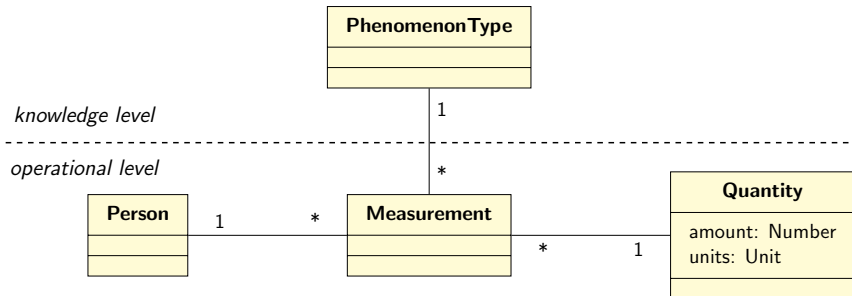 PhenomenonType
1
knowledge level
operational level
*
Person
1
*
Measurement
*
1
Quantity
amount: Number
units: Unit